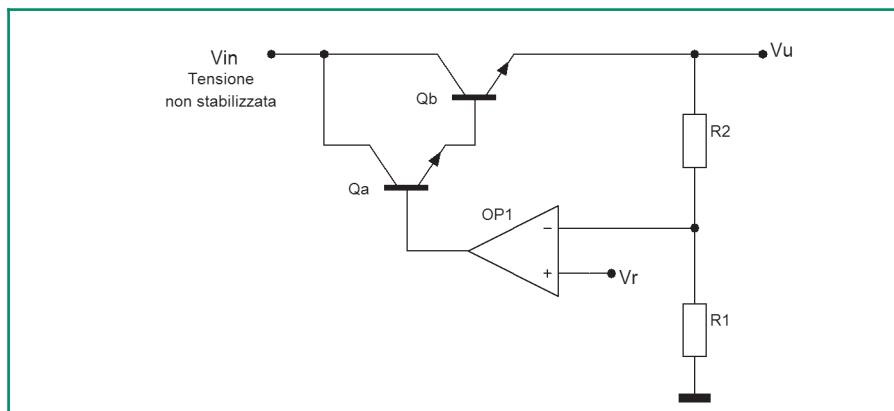 Vin
Tensione
non stabilizzata
Vu
Qb
R2
Qa
OP1
−
+
Vr
R1